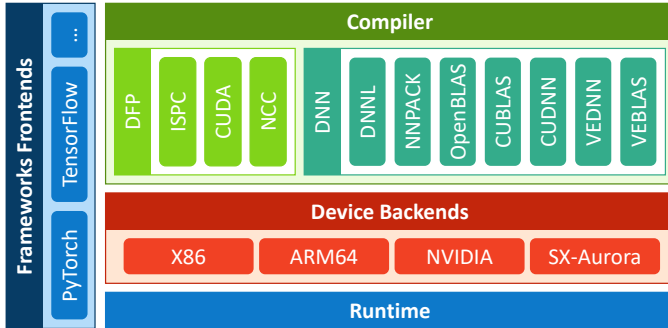 Frameworks Frontends
...
TensorFlow
PyTorch
Compiler
DFP
ISPC
CUDA
NCC
DNN
DNNL
NNPACK
OpenBLAS
CUBLAS
CUDNN
VEDNN
VEBLAS
Device Backends
X86
ARM64
NVIDIA
SX-Aurora
Runtime